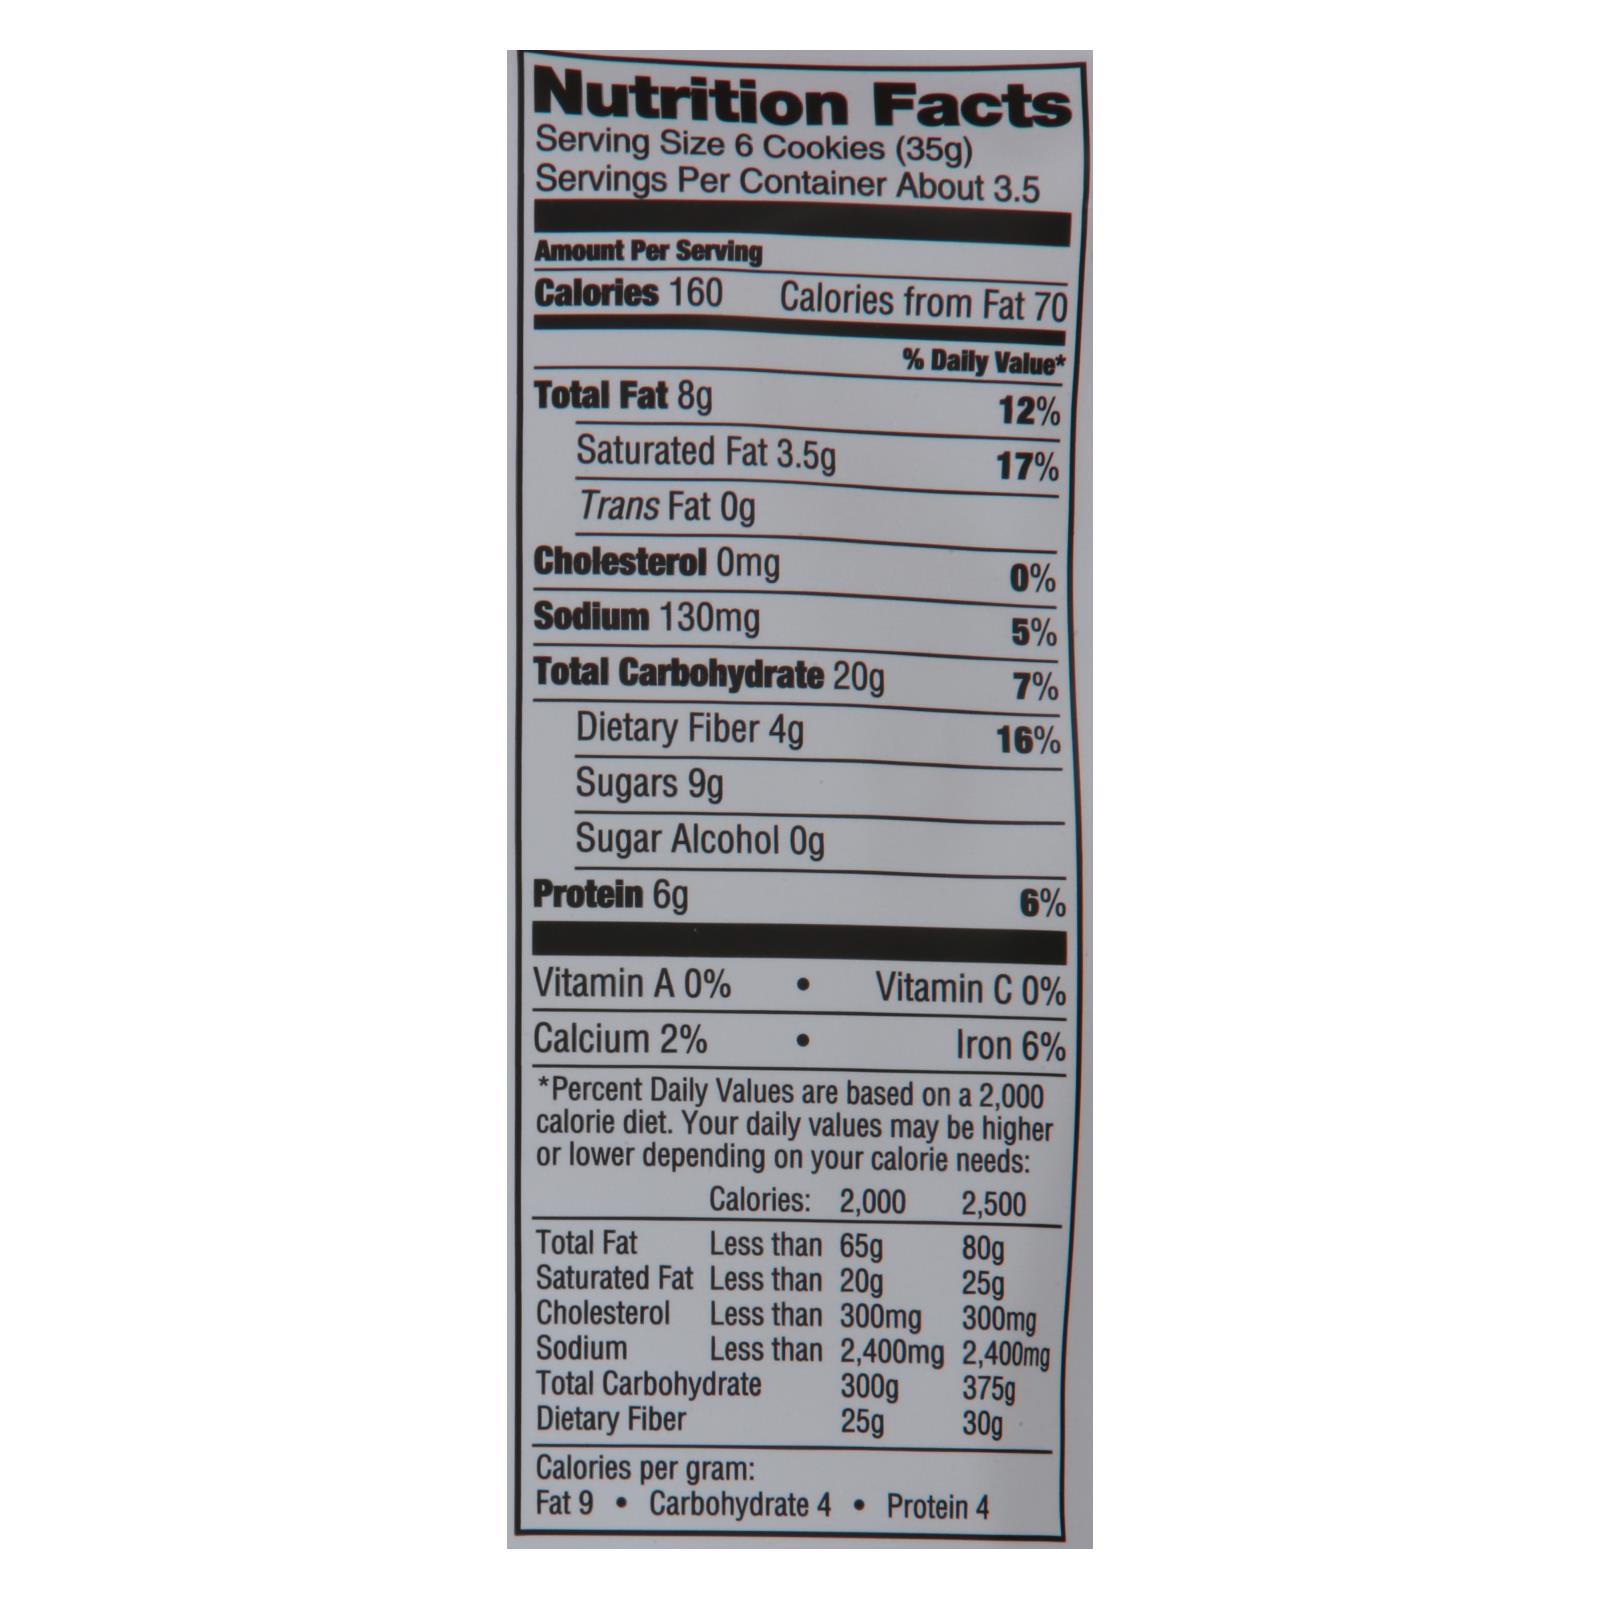 Nutrition Facts
Serving Size 6 Cookies (35g)
Servings Per Container About 3.5
Amount Per Serving
Calories 160 Calories from Fat 70
% Daily Value*
Total Fat 8g 12%
Saturated Fat 3.5g 17%
Trans Fat 0g
Cholesterol 0mg 0%
Sodium 130mg 5%
Total Carbohydrate 20g 7%
Dietary Fiber 4g 16%
Sugars 9g
Sugar Alcohol 0g
Protein 6g 6%
Vitamin A 0% • Vitamin C 0%
Calcium 2% • Iron 6%
*Percent Daily Values are based on a 2,000
calorie diet. Your daily values may be higher
or lower depending on your calorie needs:
Calories: 2,000 2,500
Total Fat Less than 65g 80g
Saturated Fat Less than 20g 25g
Cholesterol Less than 300mg 300mg
Sodium Less than 2,400mg 2,400mg
Total Carbohydrate 300g 375g
Dietary Fiber 25g 30g
Calories per gram:
Fat 9 • Carbohydrate 4 • Protein 4